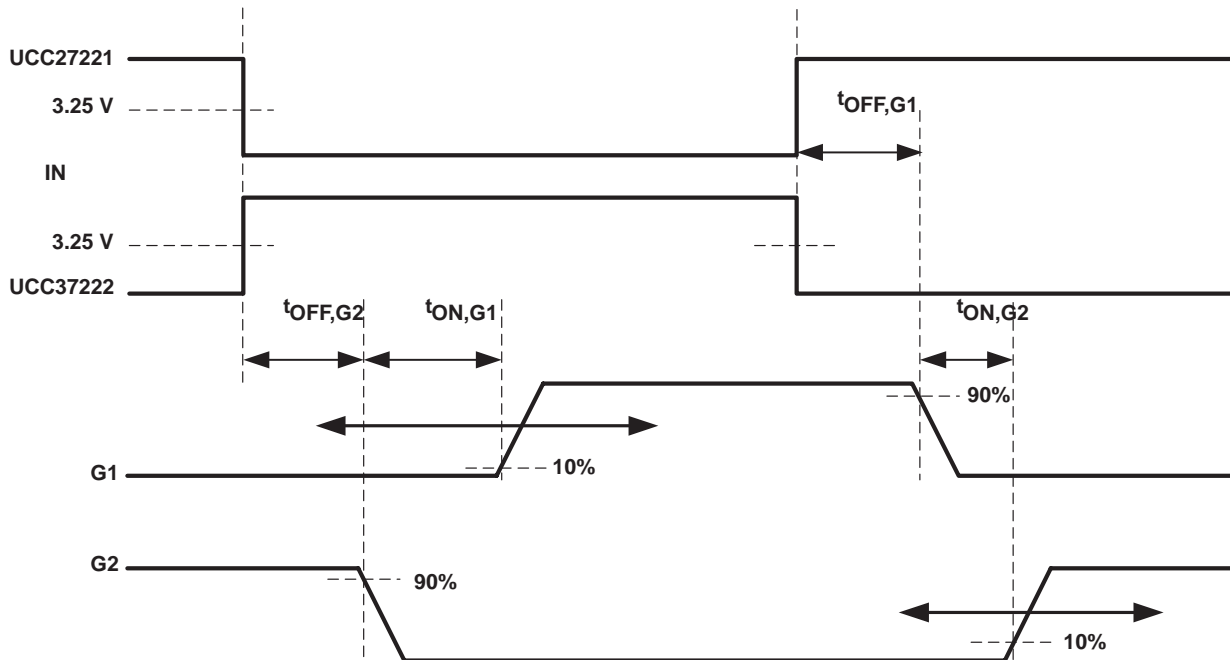 UCC27221
3.25 V
tOFF,G1
IN
3.25 V
UCC37222
tOFF,G2
tON,G1
tON,G2
90%
10%
G1
G2
90%
10%